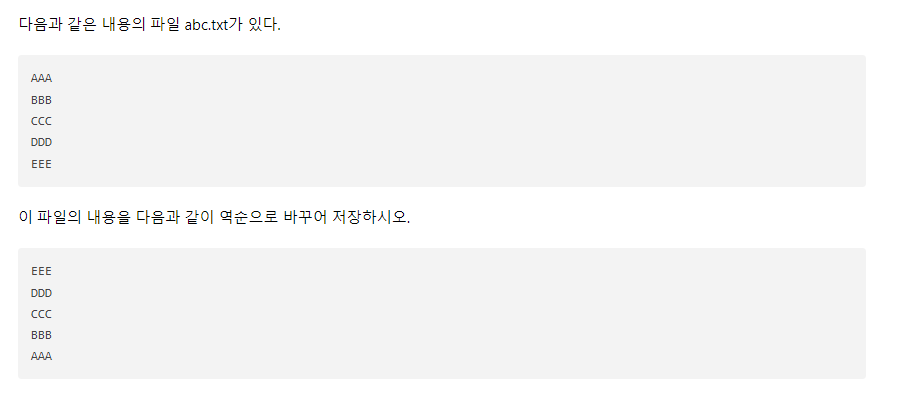 다음과 같은 내용의 파일 abc.txt가 있다.
AAA
BBB
CCC
DDD
EEE
이 파일의 내용을 다음과 같이 역순으로 바꾸어 저장하시오.
EEE
DDD
CCC
BBB
AAA